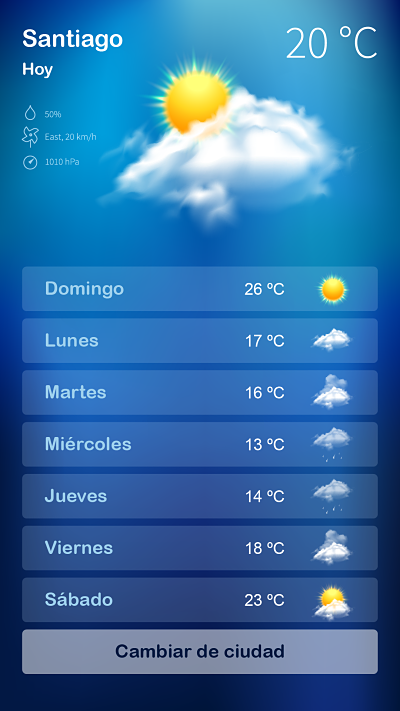 Santiago
20 °C
Hoy
50%
East, 20 km/h
1010 hPa
Domingo 26 ºC
Lunes 17 ºC
Martes 16 ºC
Miércoles 13 ºC
Jueves 14 ºC
Viernes 18 ºC
Sábado 23 ºC
Cambiar de ciudad